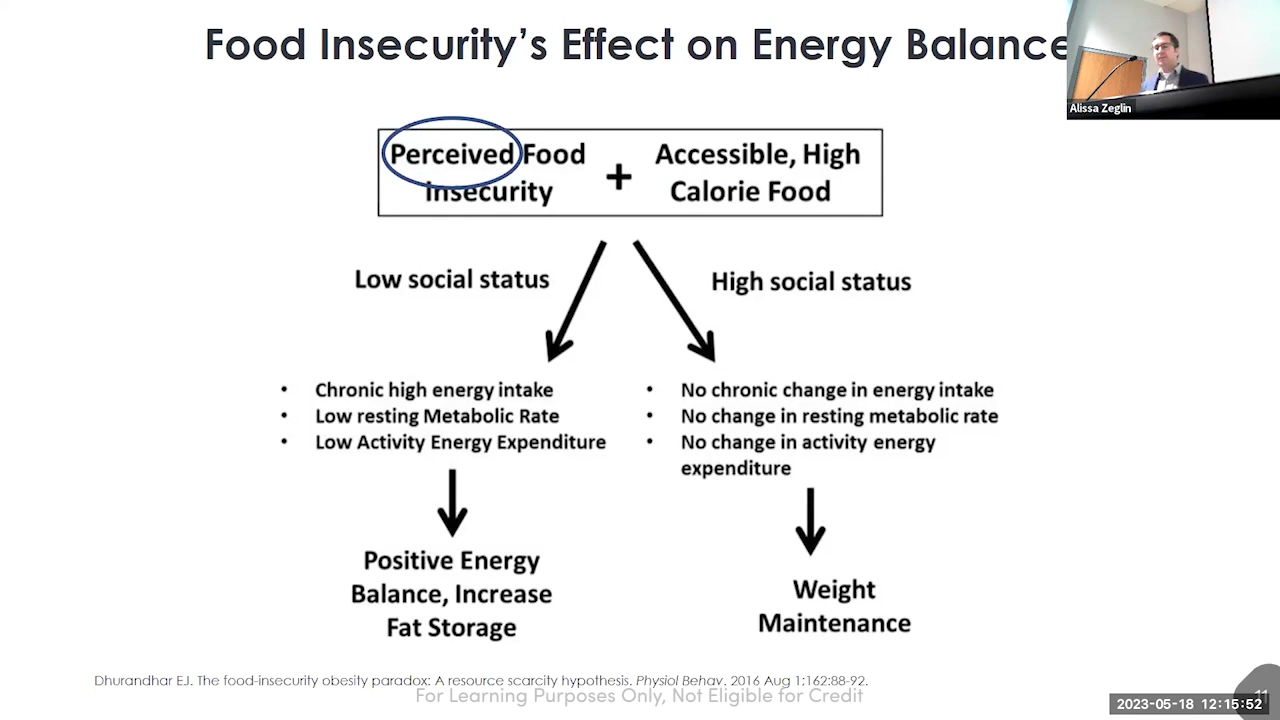 Food Insecurity's Effect on Energy Balance
Alissa Zeglin
Perceived Food
Insecurity
+
Accessible, High
Calorie Food
Low social status
High social status
• Chronic high energy intake
• Low resting Metabolic Rate
• Low Activity Energy Expenditure
• No chronic change in energy intake
• No change in resting metabolic rate
• No change in activity energy
expenditure
Positive Energy
Balance, Increase
Fat Storage
Weight
Maintenance
Dhurandhar EJ. The food-insecurity obesity paradox: A resource scarcity hypothesis. Physiol Behav. 2016 Aug 1;162:88-92.
For Learning Purposes Only, Not Eligible for Credit
11
2023-05-18 12:15:52